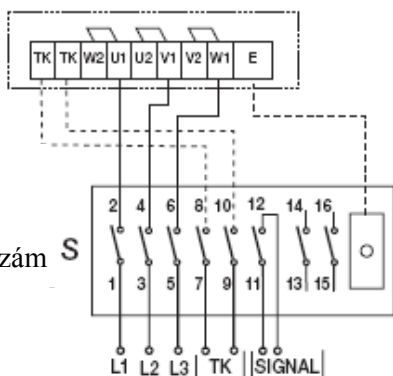 TK TK W2 U1 U2 V1 V2 W1 E
2 4 6 8 10 12 14 16
zám S
1 3 5 7 9 11 13 15
L1 L2 L3 TK SIGNAL